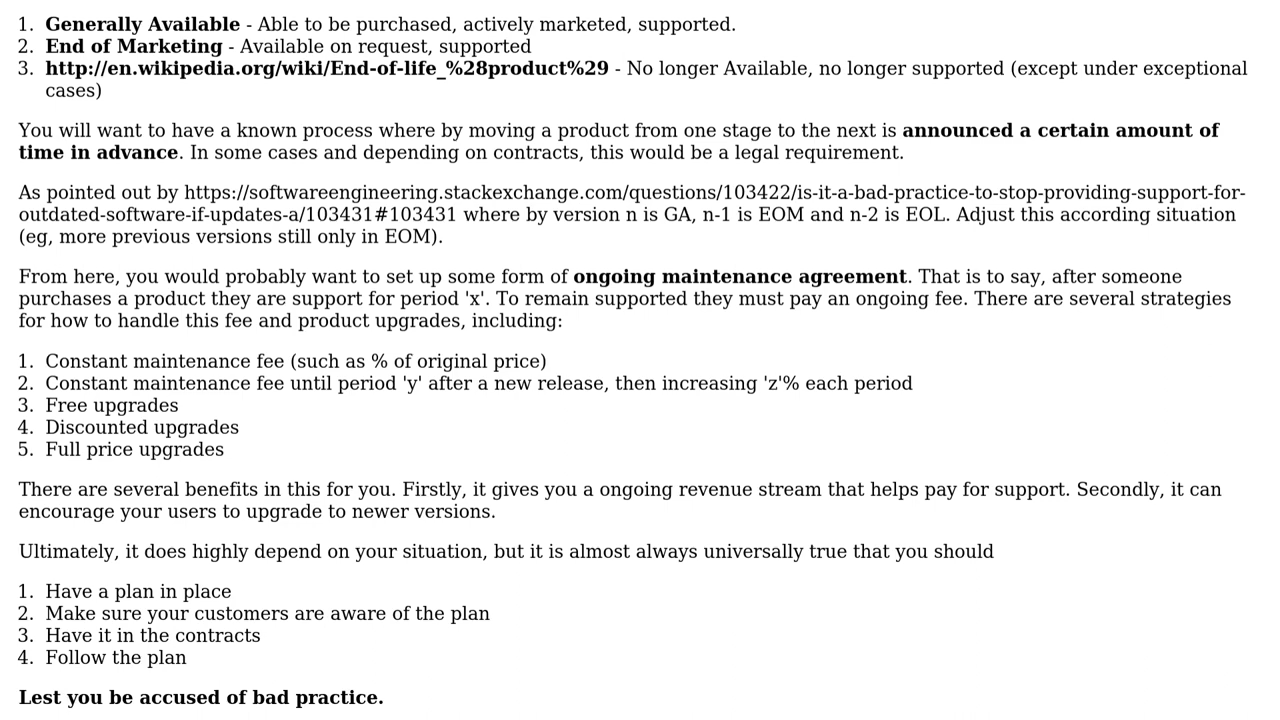 1. Generally Available - Able to be purchased, actively marketed, supported.
2. End of Marketing - Available on request, supported
3. http://en.wikipedia.org/wiki/End-of-life_%28product%29 - No longer Available, no longer supported (except under exceptional
cases)
You will want to have a known process where by moving a product from one stage to the next is announced a certain amount of
time in advance. In some cases and depending on contracts, this would be a legal requirement.
As pointed out by https://softwareengineering.stackexchange.com/questions/103422/is-it-a-bad-practice-to-stop-providing-support-for-
outdated-software-if-updates-a/103431#103431 where by version n is GA, n-1 is EOM and n-2 is EOL. Adjust this according situation
(eg, more previous versions still only in EOM).
From here, you would probably want to set up some form of ongoing maintenance agreement. That is to say, after someone
purchases a product they are support for period 'x'. To remain supported they must pay an ongoing fee. There are several strategies
for how to handle this fee and product upgrades, including:
1. Constant maintenance fee (such as % of original price)
2. Constant maintenance fee until period 'y' after a new release, then increasing 'z'% each period
3. Free upgrades
4. Discounted upgrades
5. Full price upgrades
There are several benefits in this for you. Firstly, it gives you a ongoing revenue stream that helps pay for support. Secondly, it can
encourage your users to upgrade to newer versions.
Ultimately, it does highly depend on your situation, but it is almost always universally true that you should
1. Have a plan in place
2. Make sure your customers are aware of the plan
3. Have it in the contracts
4. Follow the plan
Lest you be accused of bad practice.